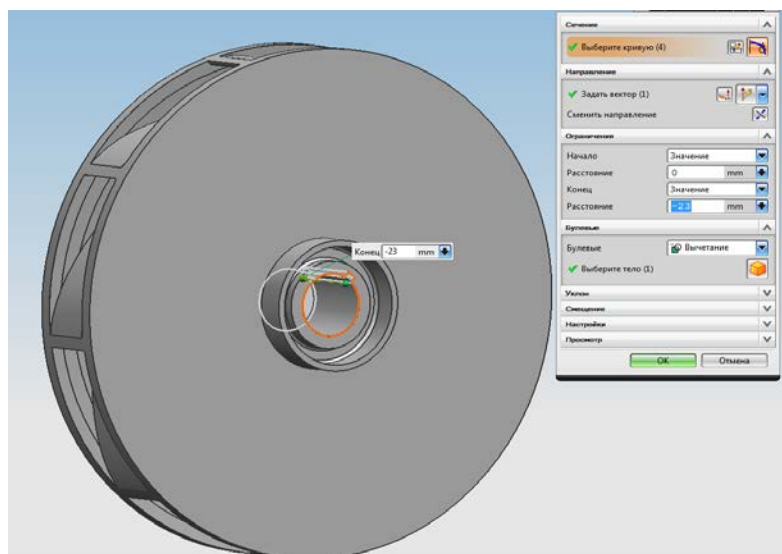 Сечение
Выберите кривую (4)
Направление
Задать вектор (1)
Сменить направление
Ограничения
Начало Значение
Расстояние 0 mm
Конец Значение
Расстояние -23 mm
Булевые
Булевые Вычетание
Выберите тело (1)
Уклон
Смещение
Настройки
Просмотр
OK Отмена
Конец -23 mm